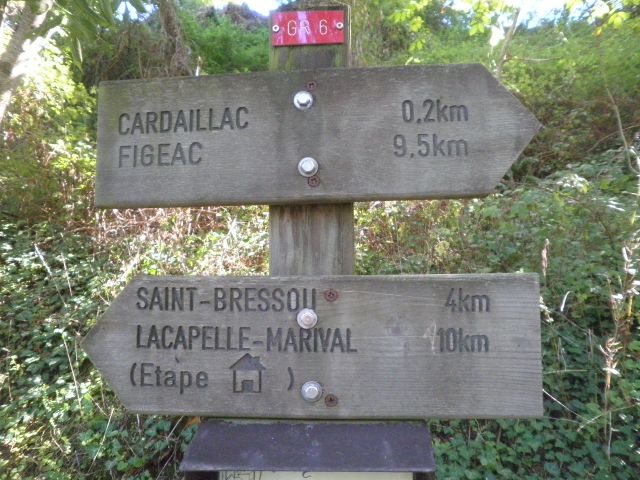 GR 6
CARDAILLAC 0.2km
FIGEAC 9.5km
SAINT-BRESSOU 4km
LACAPELLE-MARIVAL 10km
(Etape )